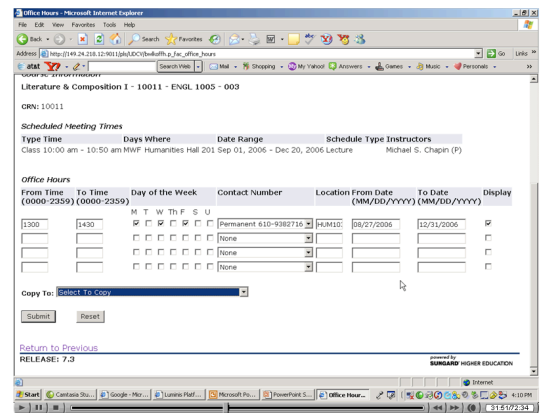 Office Hours - Microsoft Internet Explorer
File Edit View Favorites Tools Help
Back Search Favorites
Address http://149.24.218.12:9011/pls/UDCY/bwlkoffh.p_fac_office_hours Go Links »
at&t Y! Search Web Mail Shopping My Yahoo! Answers Games Music Personals »
Course Information
Literature & Composition I - 10011 - ENGL 1005 - 003
CRN: 10011
Scheduled Meeting Times
Type Time Days Where Date Range Schedule Type Instructors
Class 10:00 am - 10:50 am MWF Humanities Hall 201 Sep 01, 2006 - Dec 20, 2006 Lecture Michael S. Chapin (P)
Office Hours
From Time To Time Day of the Week Contact Number Location From Date To Date Display
(0000-2359) (0000-2359) (MM/DD/YYYY) (MM/DD/YYYY)
M T W Th F S U
1300 1430 Permanent 610-9382716 HUM10 08/27/2006 12/31/2006
None
None
None
Copy To: Select To Copy
Submit Reset
Return to Previous
RELEASE: 7.3
powered by
SUNGARD HIGHER EDUCATION
Internet
Start Camtasia Stu... Google - Micr... Luminis Platf... Microsoft Po... PowerPoint S... Office Hour... 4:10 PM
31:51/72:34